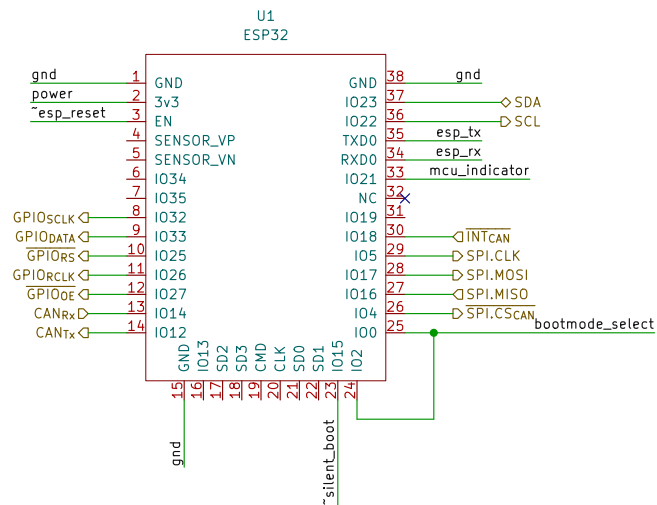 U1
ESP32
gnd 1 GND
power 2 3v3
~esp_reset 3 EN
4 SENSOR_VP
5 SENSOR_VN
6 IO34
7 IO35
GPIOSCLK 8 IO32
GPIODATA 9 IO33
GPIORS 10 IO25
GPIORCLK 11 IO26
GPIOOE 12 IO27
CANRx 13 IO14
CANTx 14 IO12
GND 38 gnd
IO23 37 SDA
IO22 36 SCL
TXD0 35 esp_tx
RXD0 34 esp_rx
IO21 33 mcu_indicator
NC 32
IO19 31
IO18 30 INTCAN
IO5 29 SPI.CLK
IO17 28 SPI.MOSI
IO16 27 SPI.MISO
IO4 26 SPI.CSCAN
IO0 25 bootmode_select
GND 15 gnd
IO13 16
SD2 17
SD3 18
CMD 19
CLK 20
SD0 21
SD1 22
IO15 23 ~silent_boot
IO2 24